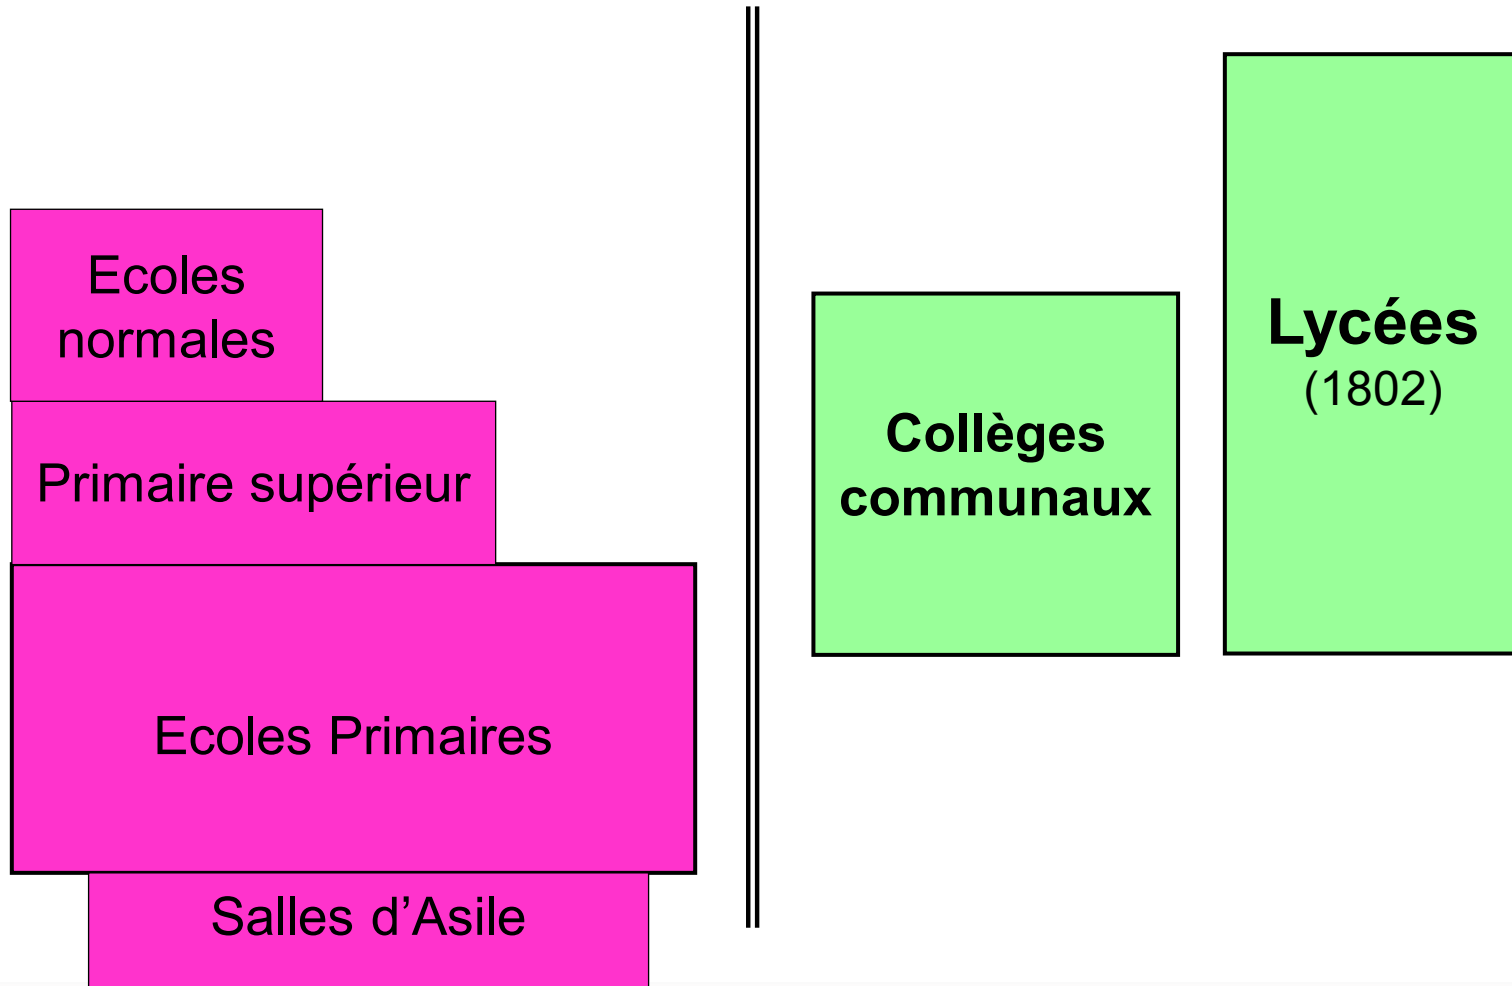 Ecoles
normales
Primaire supérieur
Ecoles Primaires
Salles d’Asile
Collèges
communaux
Lycées
(1802)